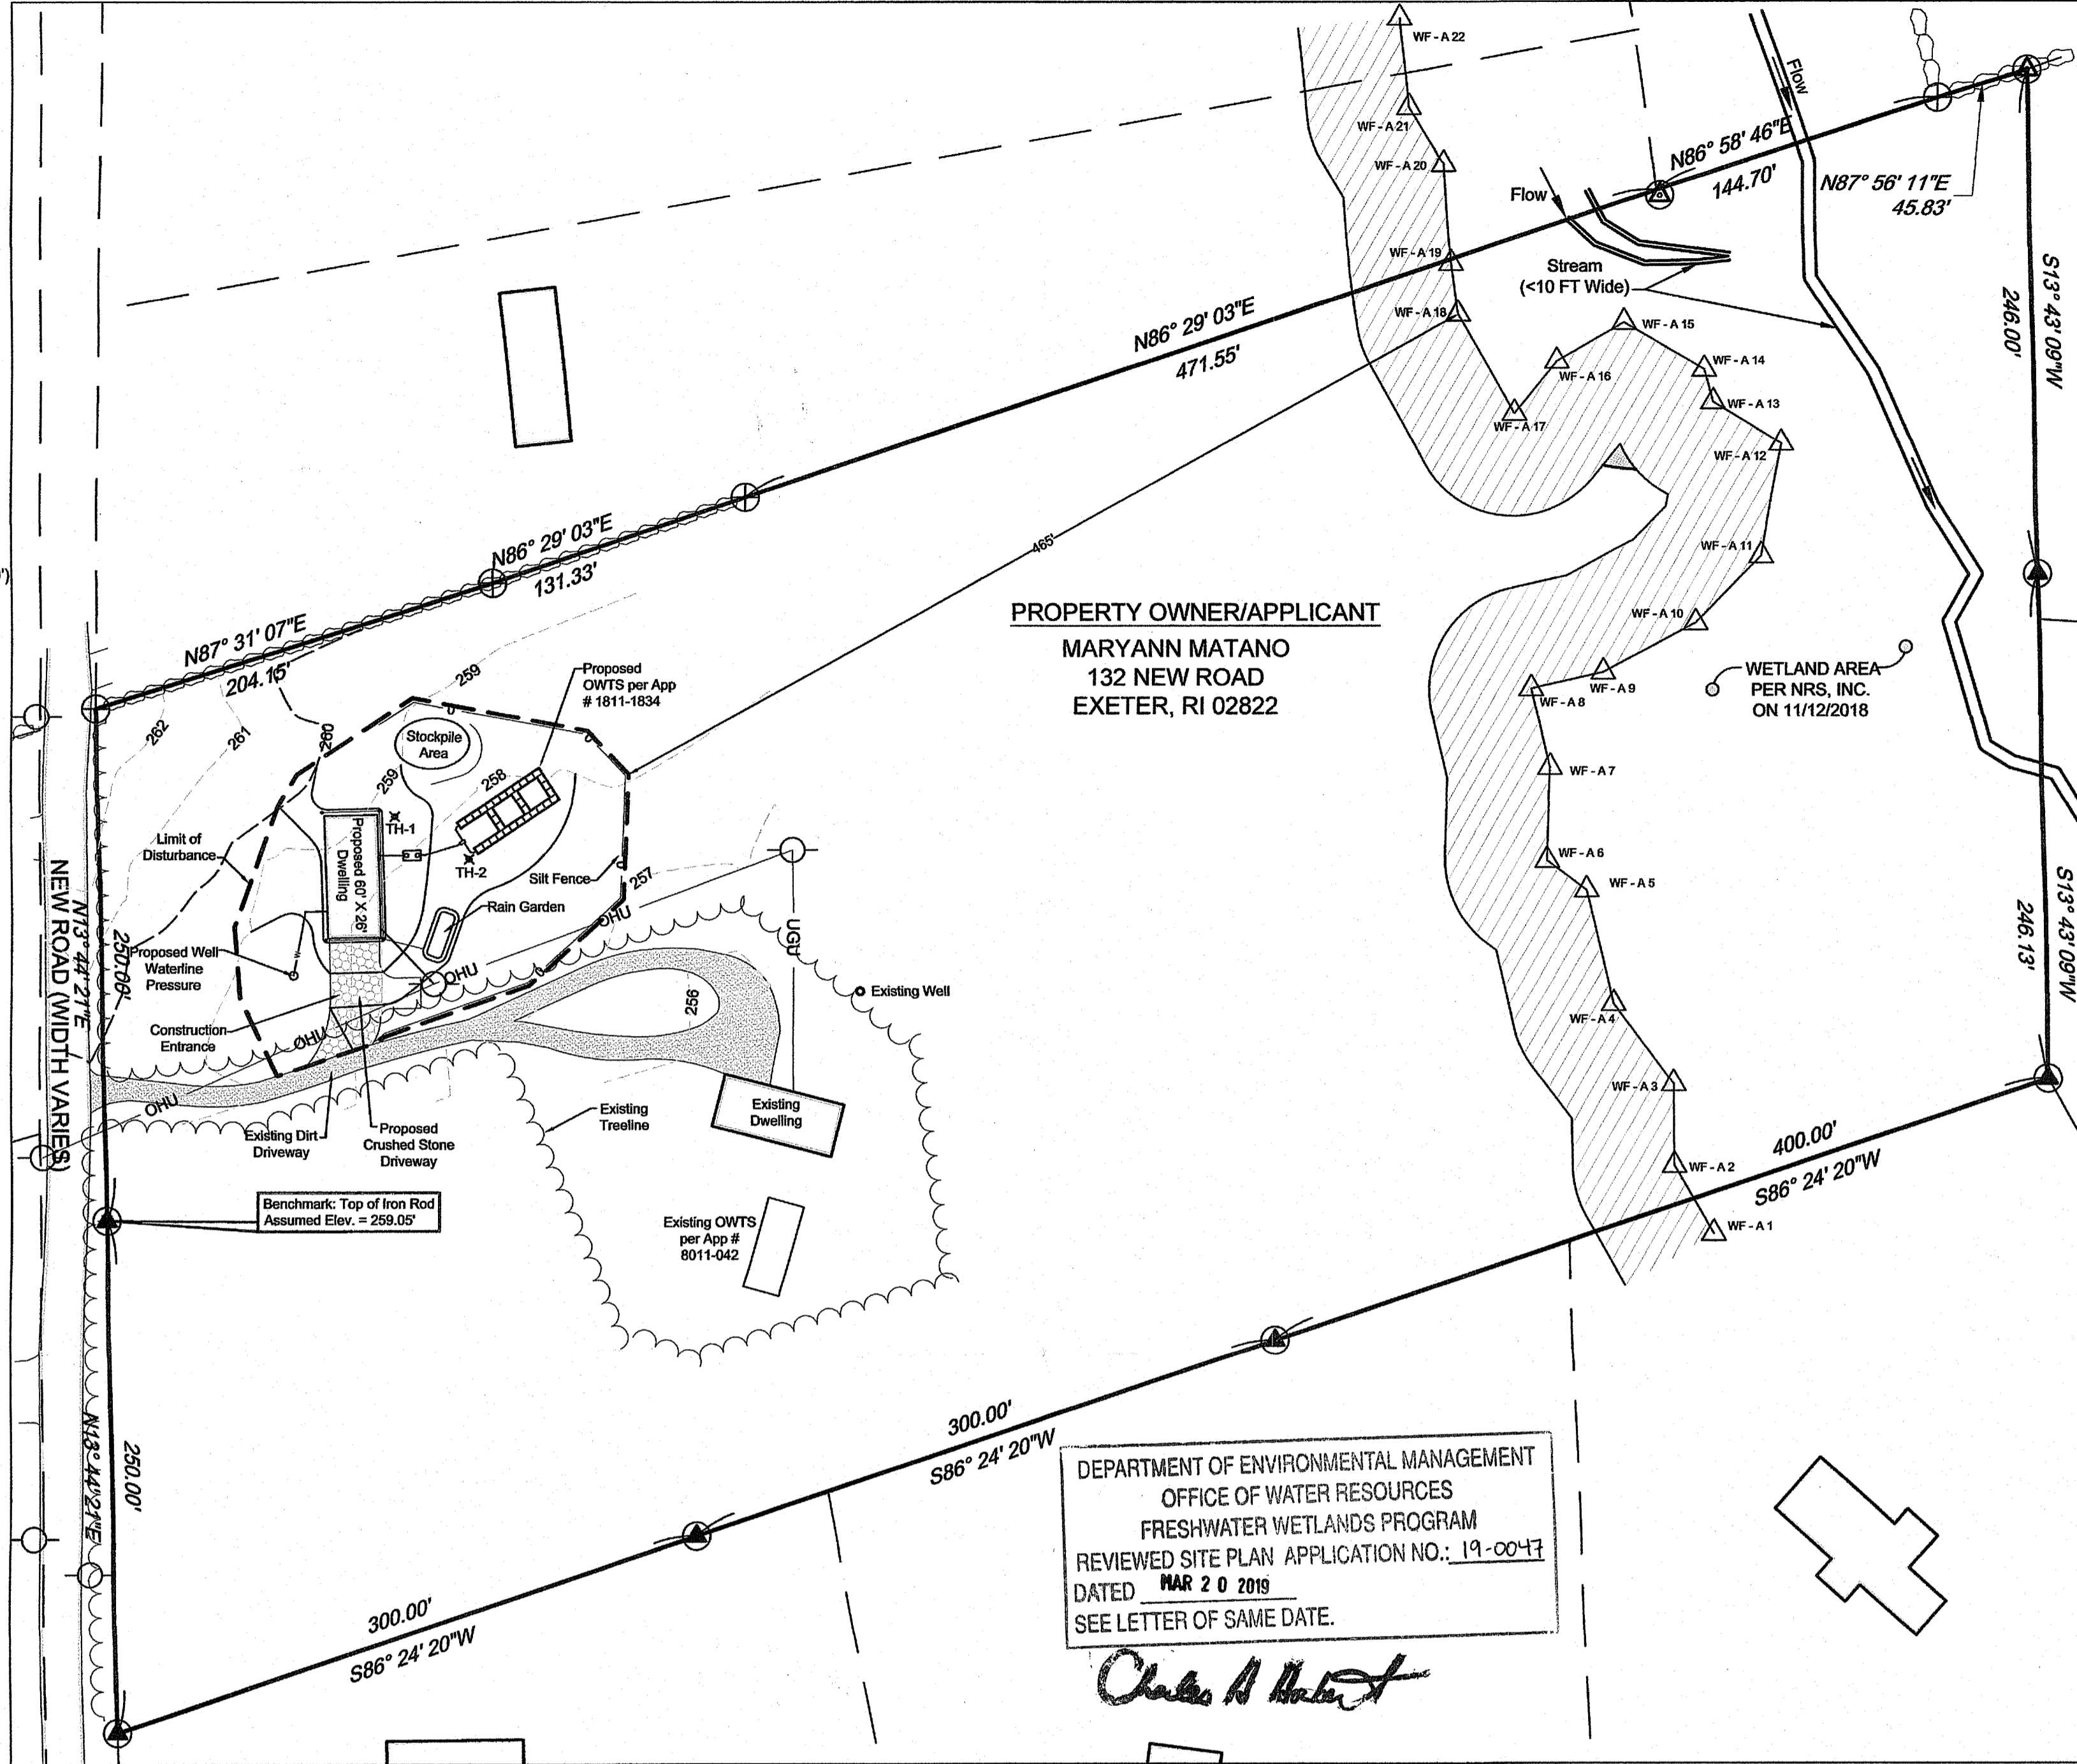 WF - A 22
Flow
WF - A 21
WF - A 20
N86° 58' 46"E
144.70'
N87° 56' 11"E
45.83'
Flow
WF - A 19
Stream
(<10 FT Wide)
WF - A 18
WF - A 15
WF - A 14
WF - A 16
WF - A 13
WF - A 17
WF - A 12
S13° 43' 09"W
246.00'
N86° 29' 03"E
471.55'
N86° 29' 03"E
131.33'
465'
WF - A 11
WF - A 10
N87° 31' 07"E
204.15'
PROPERTY OWNER/APPLICANT
MARYANN MATANO
132 NEW ROAD
EXETER, RI 02822
WETLAND AREA
PER NRS, INC.
ON 11/12/2018
WF - A 9
WF - A 8
WF - A 7
WF - A 6
WF - A 5
WF - A 4
WF - A 3
WF - A 2
WF - A 1
262
261
260
259
259
258
257
256
Proposed
OWTS per App
# 1811-1834
Stockpile
Area
TH-1
TH-2
Limit of
Disturbance
Proposed 60' X 26'
Dwelling
Silt Fence
Rain Garden
OHU
OHU
OHU
OHU
UGU
Proposed Well
Waterline
Pressure
W
Construction
Entrance
Existing Well
NEW ROAD (WIDTH VARIES)
N13° 44' 21"E
250.00'
Existing Dirt
Driveway
Proposed
Crushed Stone
Driveway
Existing
Treeline
Existing
Dwelling
Benchmark: Top of Iron Rod
Assumed Elev. = 259.05'
Existing OWTS
per App #
8011-042
S13° 43' 09"W
246.13'
400.00'
S86° 24' 20"W
300.00'
S86° 24' 20"W
300.00'
S86° 24' 20"W
N13° 44' 21"E
250.00'
DEPARTMENT OF ENVIRONMENTAL MANAGEMENT
OFFICE OF WATER RESOURCES
FRESHWATER WETLANDS PROGRAM
REVIEWED SITE PLAN APPLICATION NO.: 19-0047
DATED MAR 20 2019
SEE LETTER OF SAME DATE.
Charles A